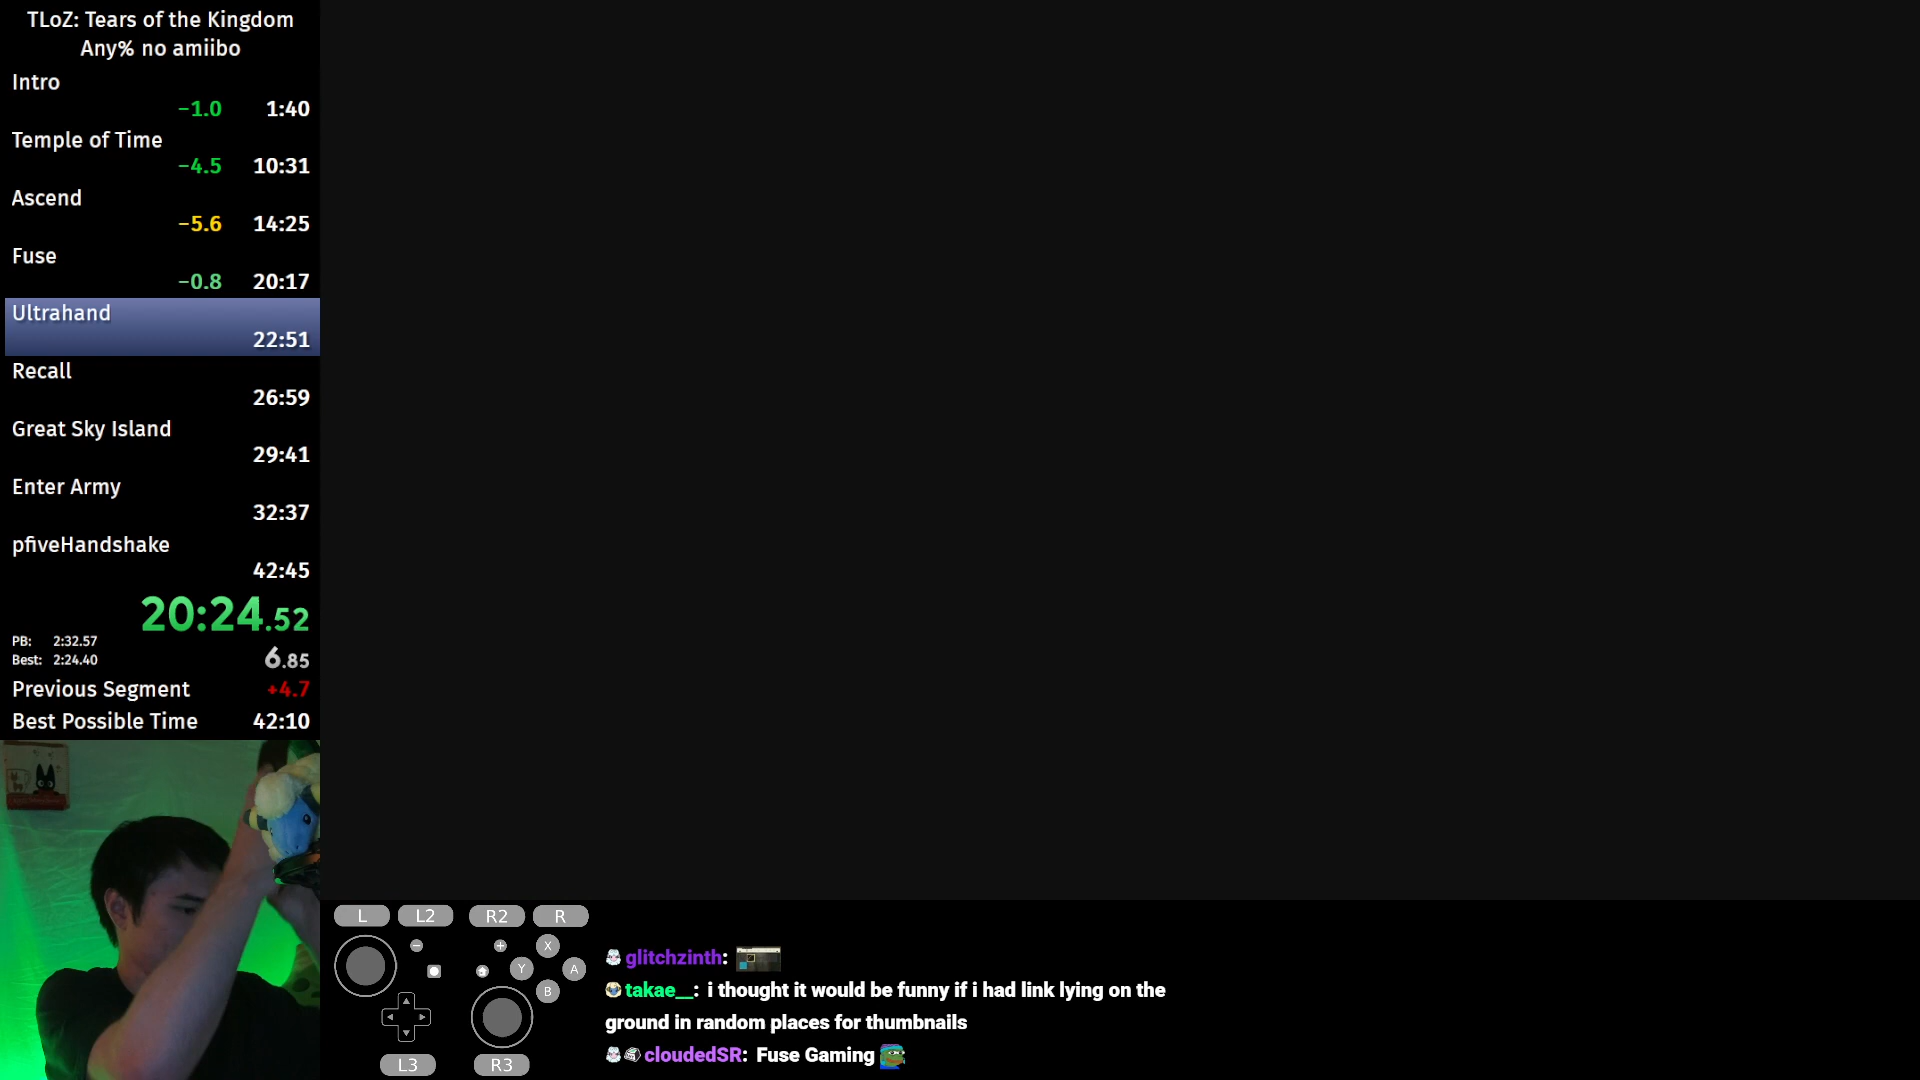 TLoZ: Tears of the Kingdom
Any% no amiibo
Intro
−1.0 1:40
Temple of Time
−4.5 10:31
Ascend
−5.6 14:25
Fuse
−0.8 20:17
Ultrahand
22:51
Recall
26:59
Great Sky Island
29:41
Enter Army
32:37
pfiveHandshake
42:45
20:24.52
PB: 2:32.57
Best: 2:24.40
6.85
Previous Segment +4.7
Best Possible Time 42:10
L L2 R2 R
X
Y A
B
L3 R3
glitchzinth:
takae__: i thought it would be funny if i had link lying on the
ground in random places for thumbnails
cloudedSR: Fuse Gaming